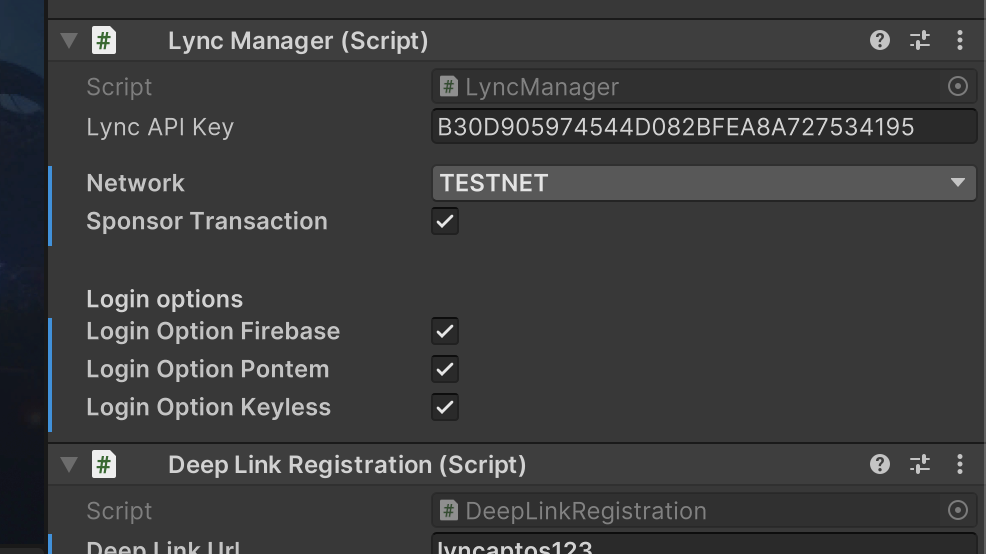 # Lync Manager (Script)
Script # LyncManager
Lync API Key B30D905974544D082BFEA8A727534195
Network TESTNET
Sponsor Transaction
Login options
Login Option Firebase
Login Option Pontem
Login Option Keyless
# Deep Link Registration (Script)
Script # DeepLinkRegistration
Deep Link Url lyncaptos123